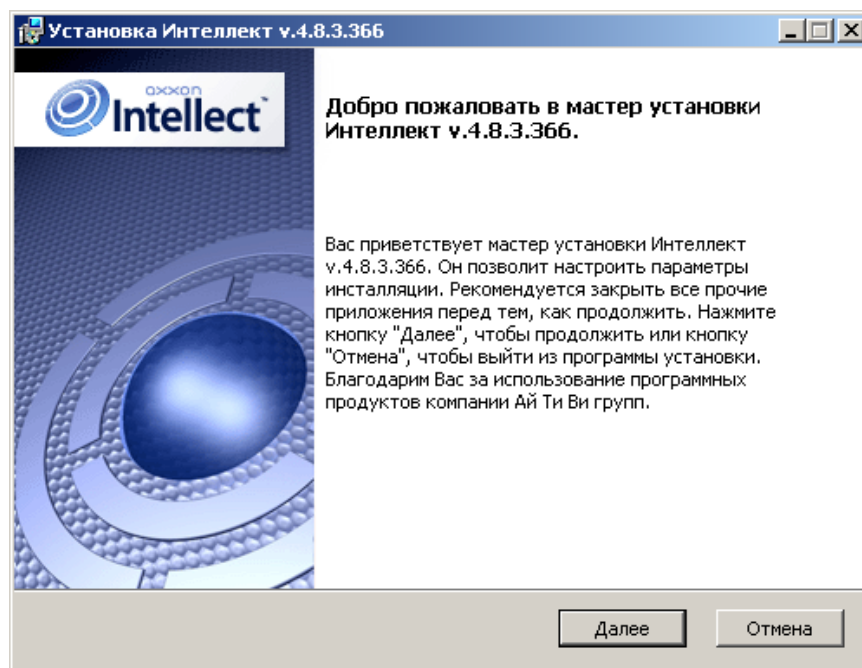 Установка Интеллект v.4.8.3.366
axxon
Intellect
Добро пожаловать в мастер установки
Интеллект v.4.8.3.366.
Вас приветствует мастер установки Интеллект
v.4.8.3.366. Он позволит настроить параметры
инсталляции. Рекомендуется закрыть все прочие
приложения перед тем, как продолжить. Нажмите
кнопку "Далее", чтобы продолжить или кнопку
"Отмена", чтобы выйти из программы установки.
Благодарим Вас за использование программных
продуктов компании Ай Ти Ви групп.
Далее
Отмена